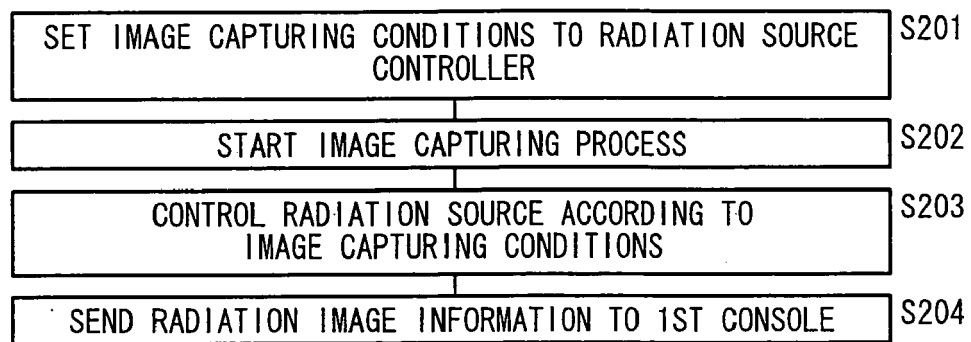 SET IMAGE CAPTURING CONDITIONS TO RADIATION SOURCE S201
CONTROLLER
START IMAGE CAPTURING PROCESS S202
CONTROL RADIATION SOURCE ACCORDING TO S203
IMAGE CAPTURING CONDITIONS
SEND RADIATION IMAGE INFORMATION TO 1ST CONSOLE S204